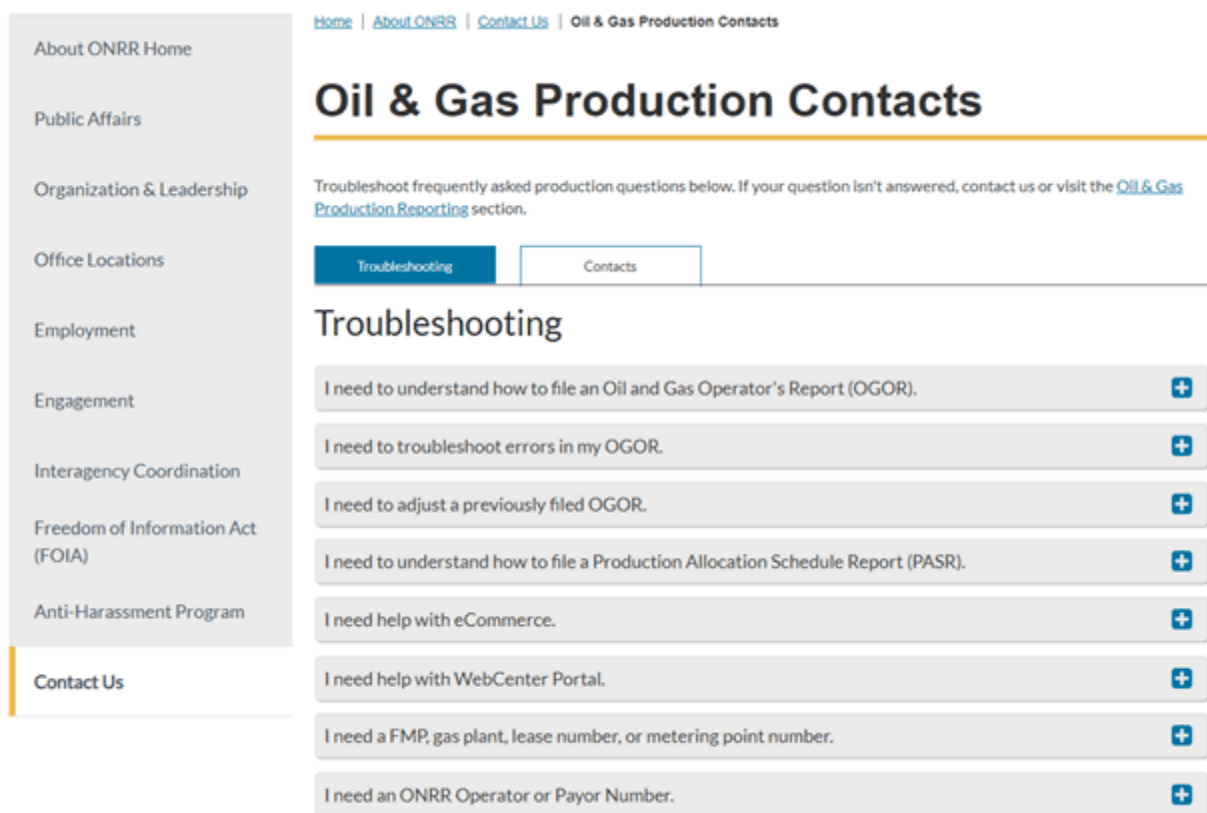 About ONRR Home
Public Affairs
Organization & Leadership
Office Locations
Employment
Engagement
Interagency Coordination
Freedom of Information Act
(FOIA)
Anti-Harassment Program
Contact Us
Home | About ONRR | Contact Us | Oil & Gas Production Contacts
Oil & Gas Production Contacts
Troubleshoot frequently asked production questions below. If your question isn't answered, contact us or visit the Oil & Gas
Production Reporting section.
Troubleshooting
Contacts
Troubleshooting
I need to understand how to file an Oil and Gas Operator's Report (OGOR).
I need to troubleshoot errors in my OGOR.
I need to adjust a previously filed OGOR.
I need to understand how to file a Production Allocation Schedule Report (PASR).
I need help with eCommerce.
I need help with WebCenter Portal.
I need a FMP, gas plant, lease number, or metering point number.
I need an ONRR Operator or Payor Number.